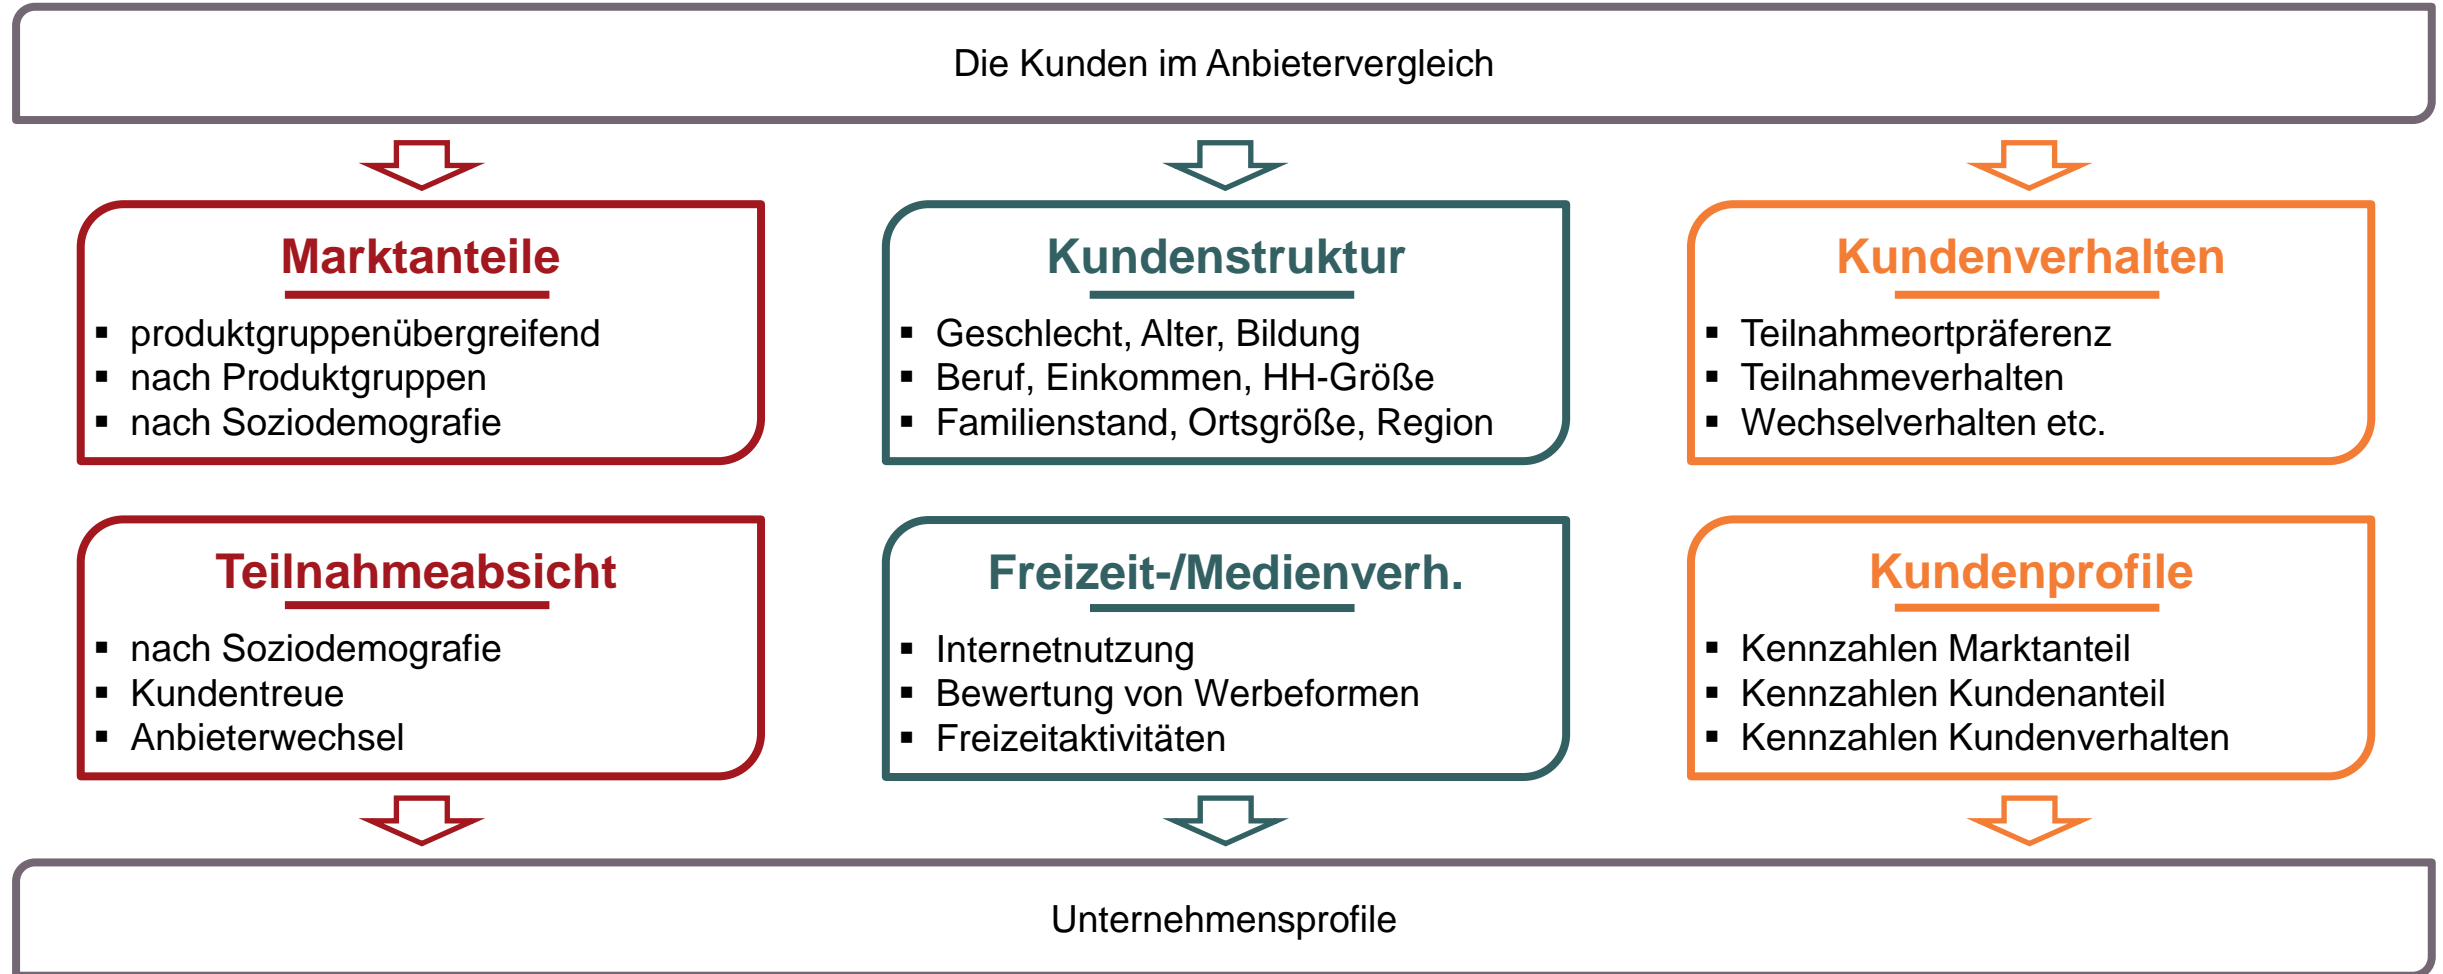 Die Kunden im Anbietervergleich
Marktanteile
▪ produktgruppenübergreifend
▪ nach Produktgruppen
▪ nach Soziodemografie
Kundenstruktur
▪ Geschlecht, Alter, Bildung
▪ Beruf, Einkommen, HH-Größe
▪ Familienstand, Ortsgröße, Region
Kundenverhalten
▪ Teilnahmeortpräferenz
▪ Teilnahmeverhalten
▪ Wechselverhalten etc.
Teilnahmeabsicht
▪ nach Soziodemografie
▪ Kundentreue
▪ Anbieterwechsel
Freizeit-/Medienverh.
▪ Internetnutzung
▪ Bewertung von Werbeformen
▪ Freizeitaktivitäten
Kundenprofile
▪ Kennzahlen Marktanteil
▪ Kennzahlen Kundenanteil
▪ Kennzahlen Kundenverhalten
Unternehmensprofile